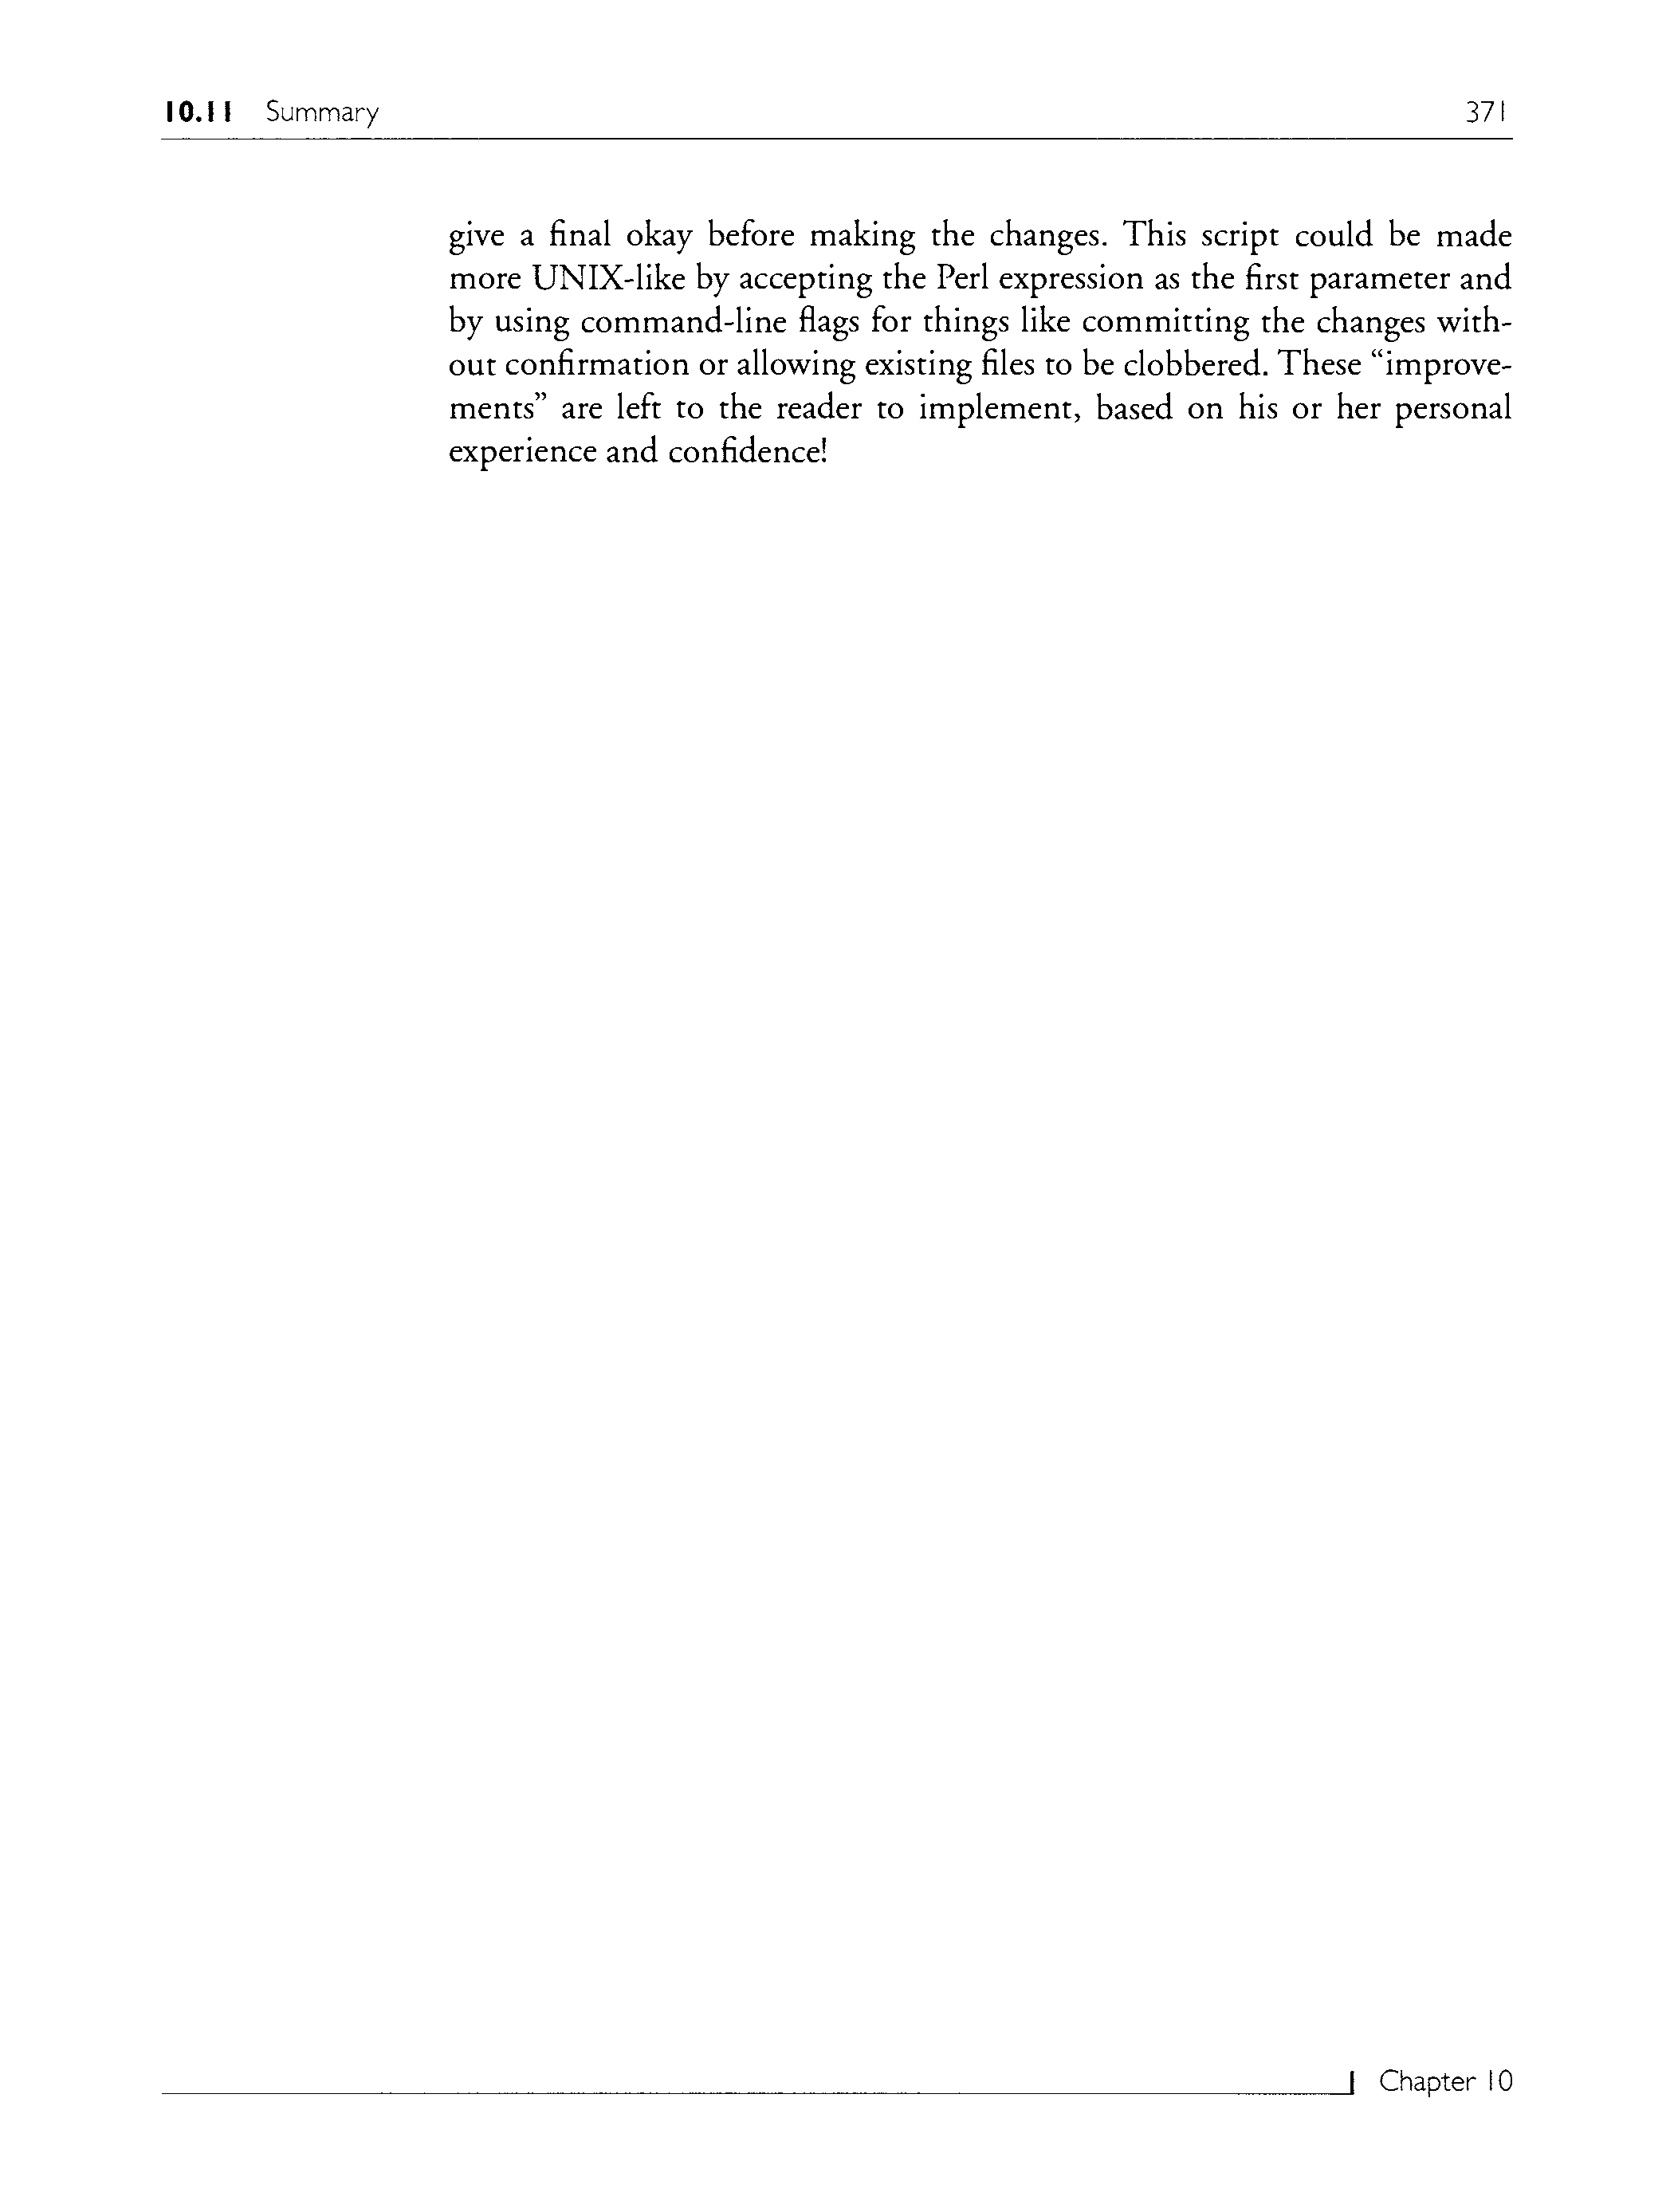 10.11 Summary 371
give a final okay before making the changes. This script could be made
more UNIX-like by accepting the Perl expression as the first parameter and
by using command-line flags for things like committing the changes with-
out confirmation or allowing existing files to be clobbered. These “improve-
ments” are left to the reader to implement, based on his or her personal
experience and confidence!
Chapter 10